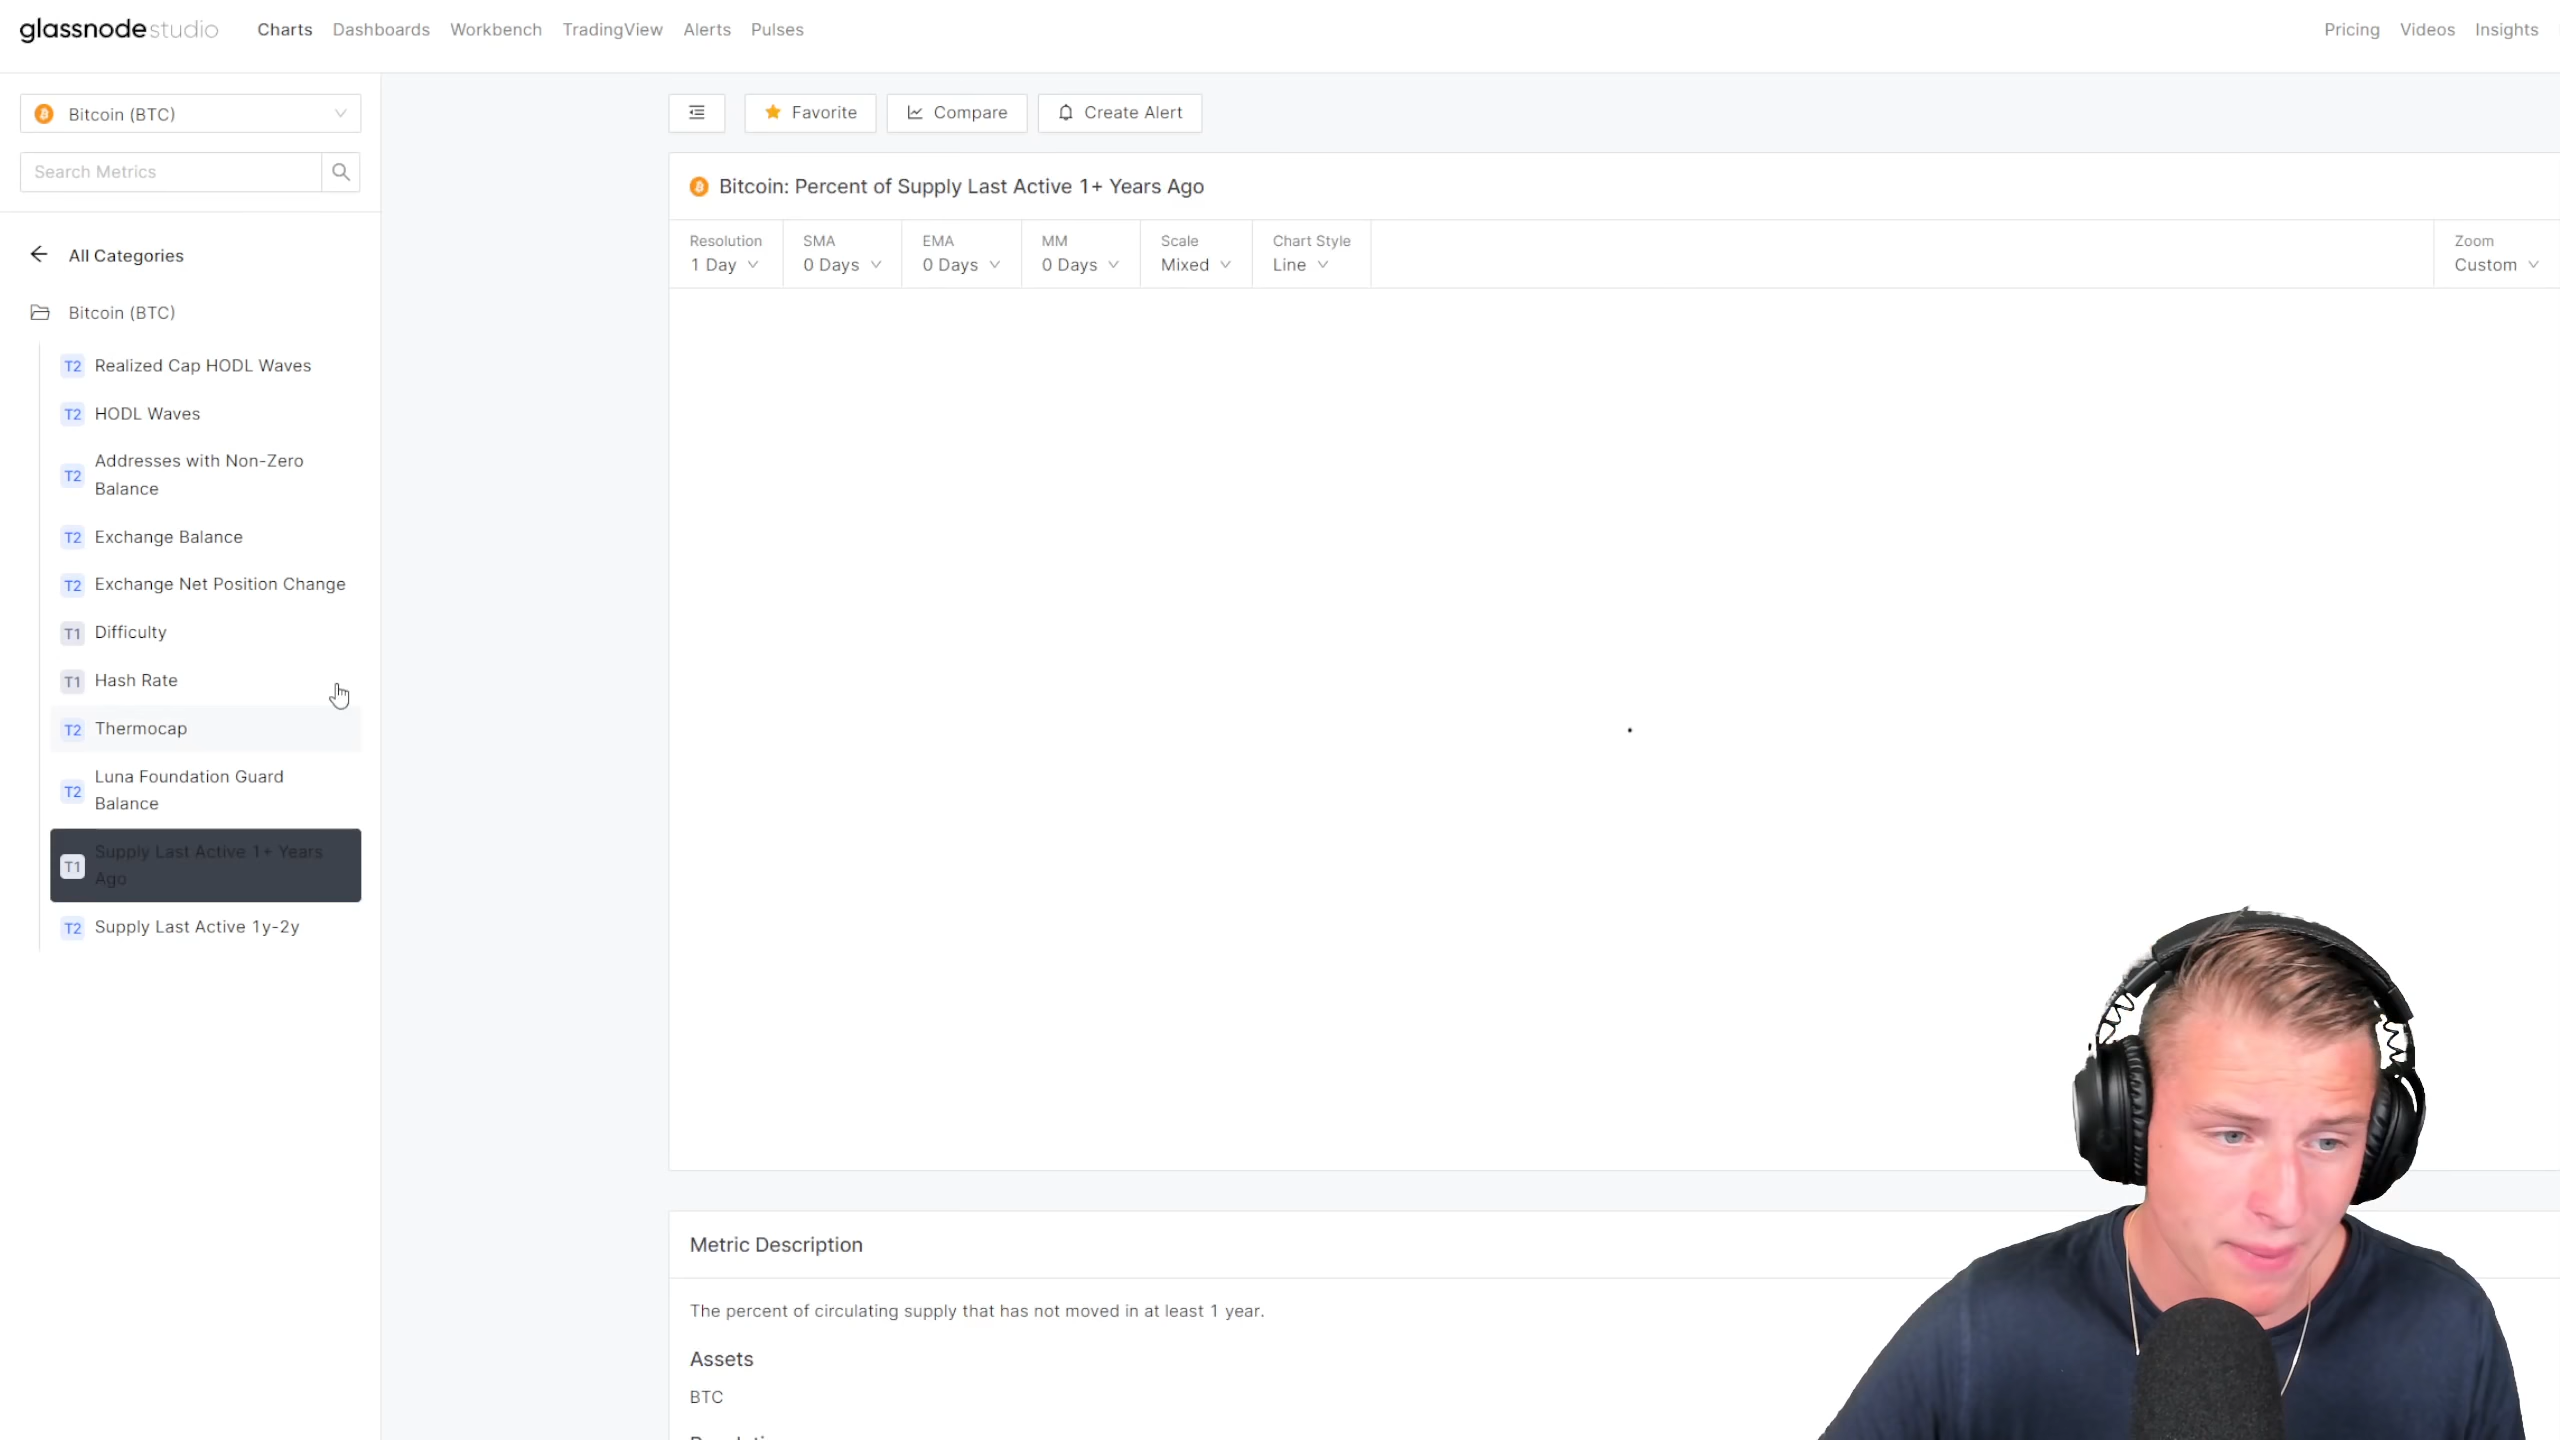 glassnodestudio Charts Dashboards Workbench TradingView Alerts Pulses Pricing Videos Insights
Bitcoin (BTC)
Search Metrics
All Categories
Bitcoin (BTC)
T2 Realized Cap HODL Waves
T2 HODL Waves
T2 Addresses with Non-Zero
Balance
T2 Exchange Balance
T2 Exchange Net Position Change
T1 Difficulty
T1 Hash Rate
T2 Thermocap
T2 Luna Foundation Guard
Balance
T1 Supply Last Active 1+ Years
Ago
T2 Supply Last Active 1y-2y
Favorite Compare Create Alert
Bitcoin: Percent of Supply Last Active 1+ Years Ago
Resolution SMA EMA MM Scale Chart Style Zoom
1 Day 0 Days 0 Days 0 Days Mixed Line Custom
Metric Description
The percent of circulating supply that has not moved in at least 1 year.
Assets
BTC